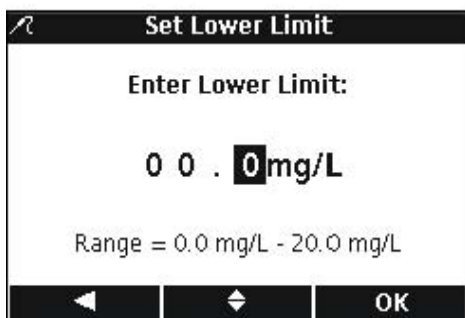 Set Lower Limit
Enter Lower Limit:
0 0 . 0mg/L
Range = 0.0 mg/L - 20.0 mg/L
OK